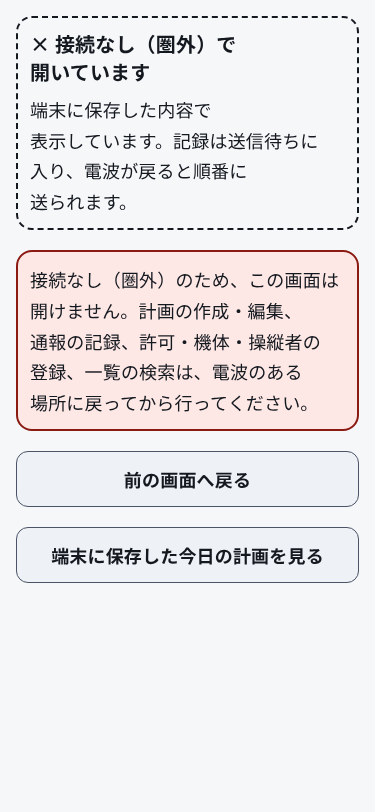 × 接続なし（圏外）で
開いています
端末に保存した内容で
表示しています。記録は送信待ちに
入り、電波が戻ると順番に
送られます。
接続なし（圏外）のため、この画面は
開けません。計画の作成・編集、
通報の記録、許可・機体・操縦者の
登録、一覧の検索は、電波のある
場所に戻ってから行ってください。
前の画面へ戻る
端末に保存した今日の計画を見る